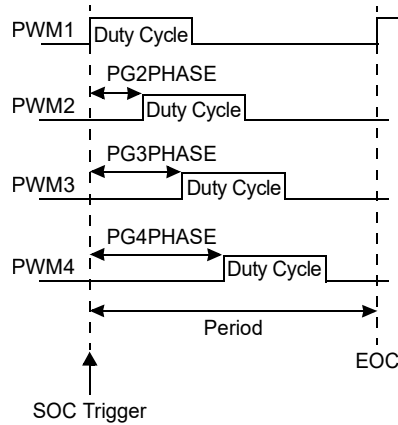 PWM1
Duty Cycle
PG2PHASE
PWM2
Duty Cycle
PG3PHASE
PWM3
Duty Cycle
PG4PHASE
PWM4
Duty Cycle
Period
EOC
SOC Trigger